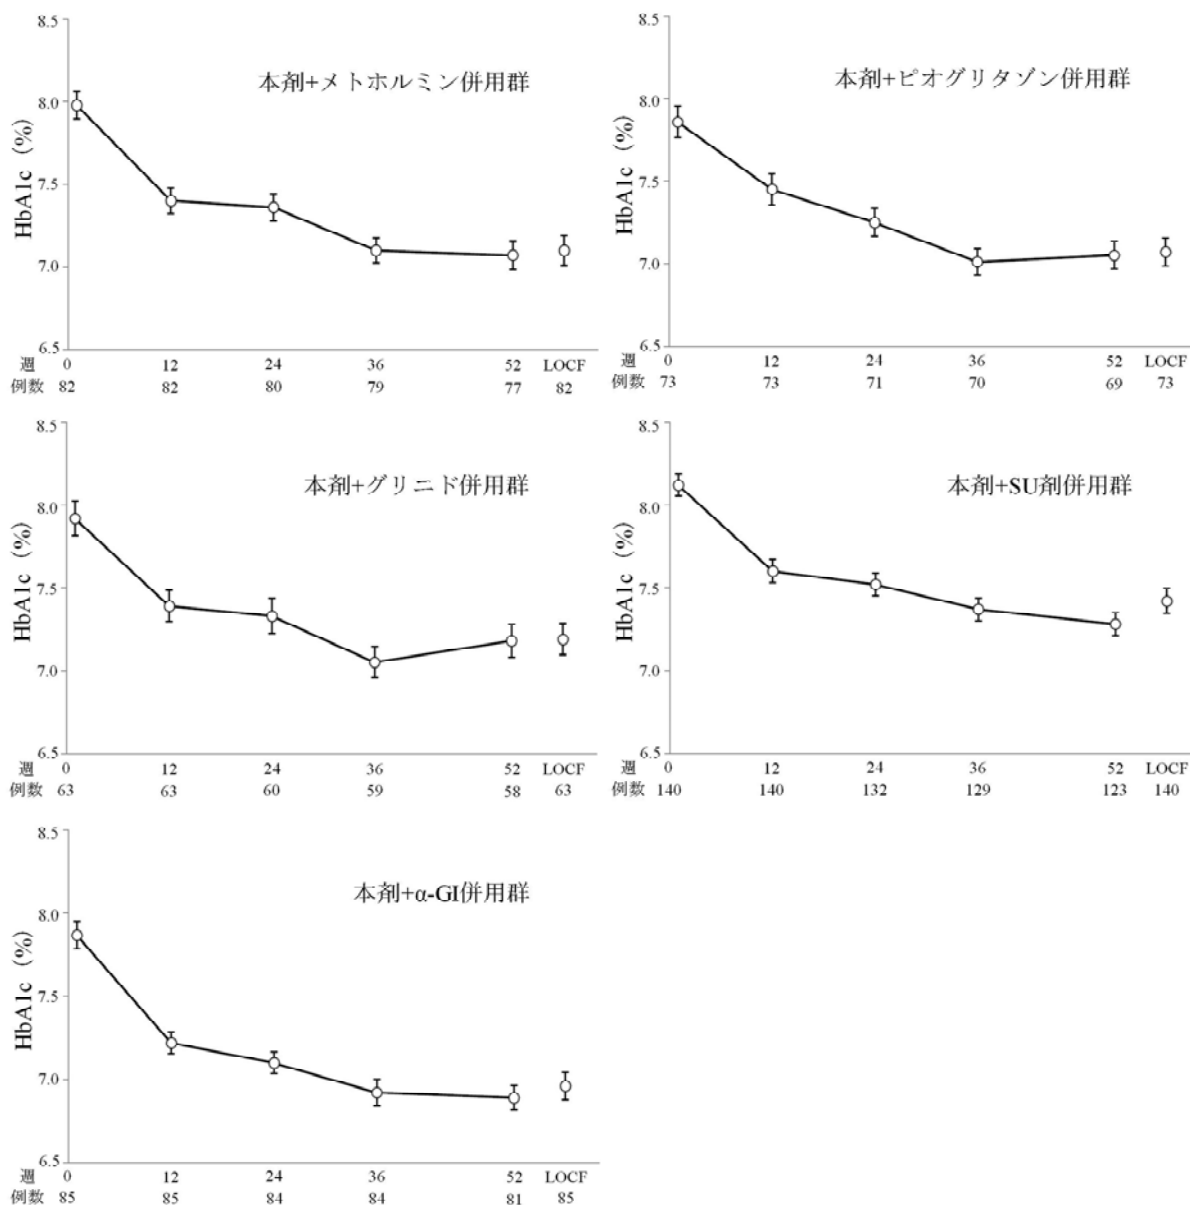 本剤+メトホルミン併用群
HbA1c (%)
8.5
8.0
7.5
7.0
6.5
週 0 12 24 36 52 LOCF
例数 82 82 80 79 77 82
本剤+ピオグリタゾン併用群
HbA1c (%)
8.5
8.0
7.5
7.0
6.5
週 0 12 24 36 52 LOCF
例数 73 73 71 70 69 73
本剤+グリニド併用群
HbA1c (%)
8.5
8.0
7.5
7.0
6.5
週 0 12 24 36 52 LOCF
例数 63 63 60 59 58 63
本剤+SU剤併用群
HbA1c (%)
8.5
8.0
7.5
7.0
6.5
週 0 12 24 36 52 LOCF
例数 140 140 132 129 123 140
本剤+α-GI併用群
HbA1c (%)
8.5
8.0
7.5
7.0
6.5
週 0 12 24 36 52 LOCF
例数 85 85 84 84 81 85